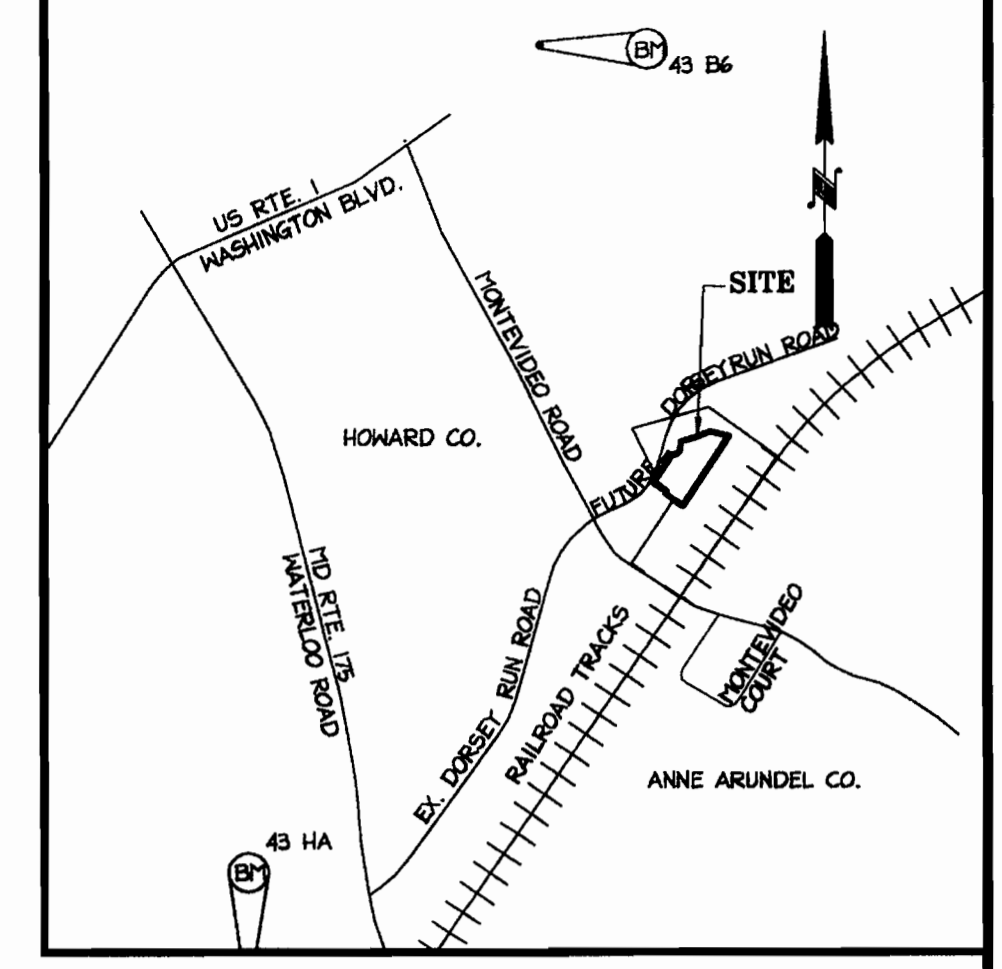 BM
43 B6
N
US RTE. 1
WASHINGTON BLVD.
MONTEVIDEO ROAD
SITE
FUTURE DORSEY RUN ROAD
HOWARD CO.
MD RTE. 175
WATERLOO ROAD
EX. DORSEY RUN ROAD
RAILROAD TRACKS
MONTEVIDEO
COURT
ANNE ARUNDEL CO.
BM
43 HA